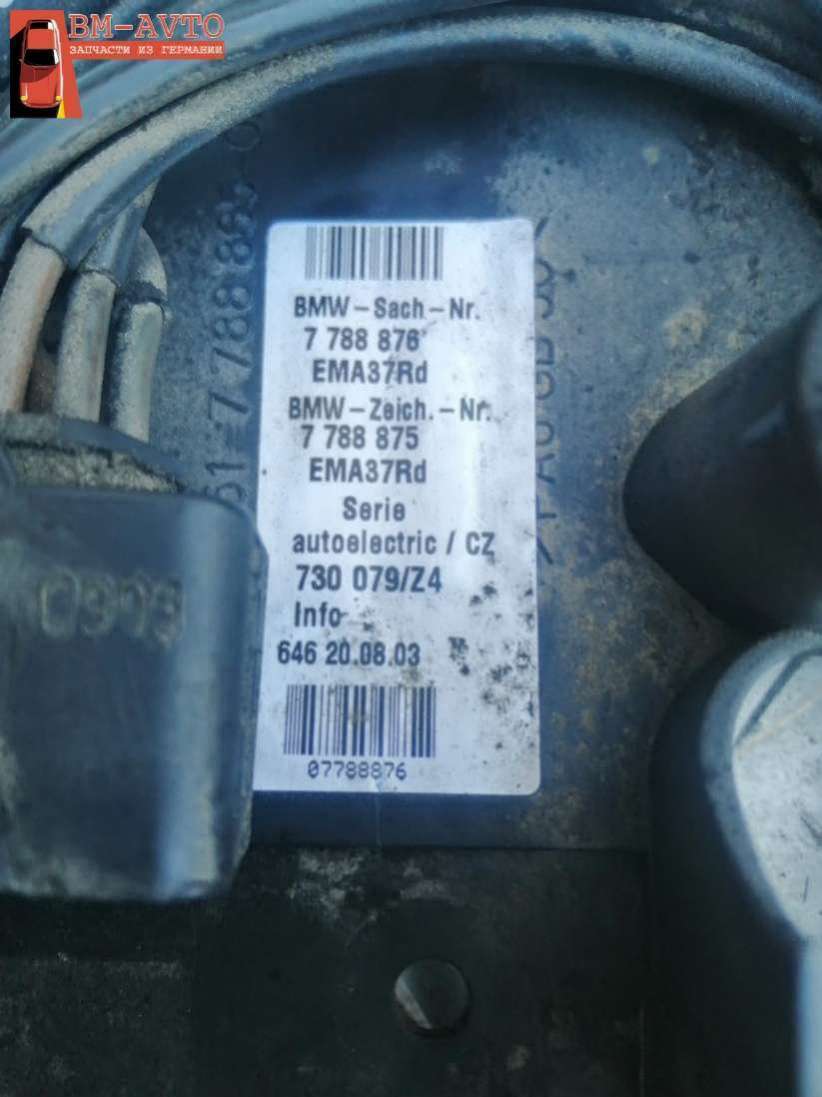 BM-АVTO
ЗАПЧАСТИ ИЗ ГЕРМАНИИ
BMW-Sach-Nr.
7 788 876
EMA37Rd
BMW-Zeich.-Nr.
7 788 875
EMA37Rd
Serie
autoelectric / CZ
730 079/Z4
Info
646 20.08.03
07788876